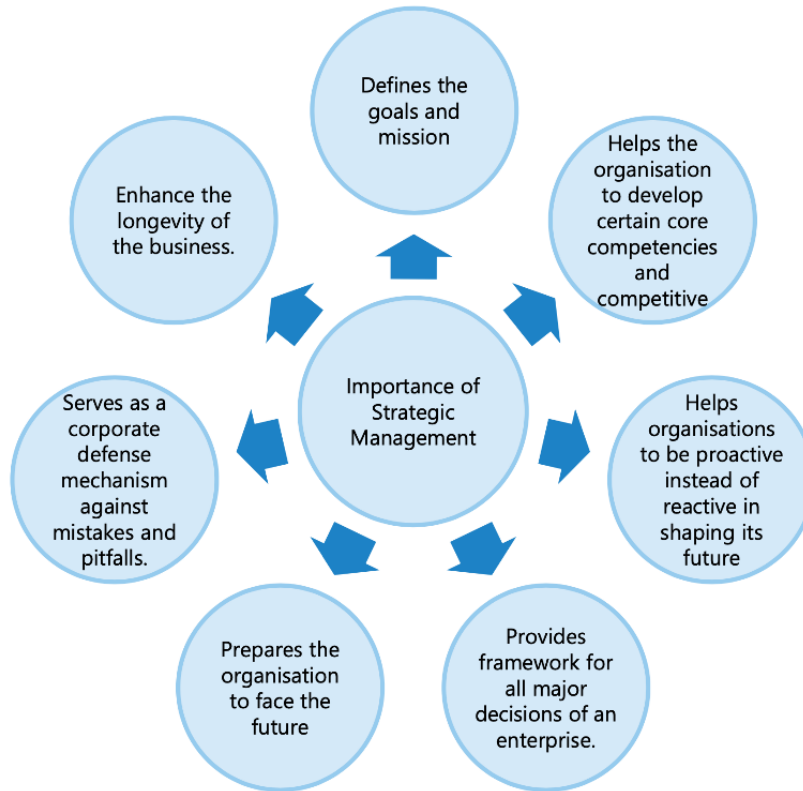 Defines the
goals and
mission
Helps the
organisation
to develop
certain core
competencies
and
competitive
Helps
organisations
to be proactive
instead of
reactive in
shaping its
future
Provides
framework for
all major
decisions of an
enterprise.
Prepares the
organisation
to face the
future
Serves as a
corporate
defense
mechanism
against
mistakes and
pitfalls.
Enhance the
longevity of
the business.
Importance of
Strategic
Management